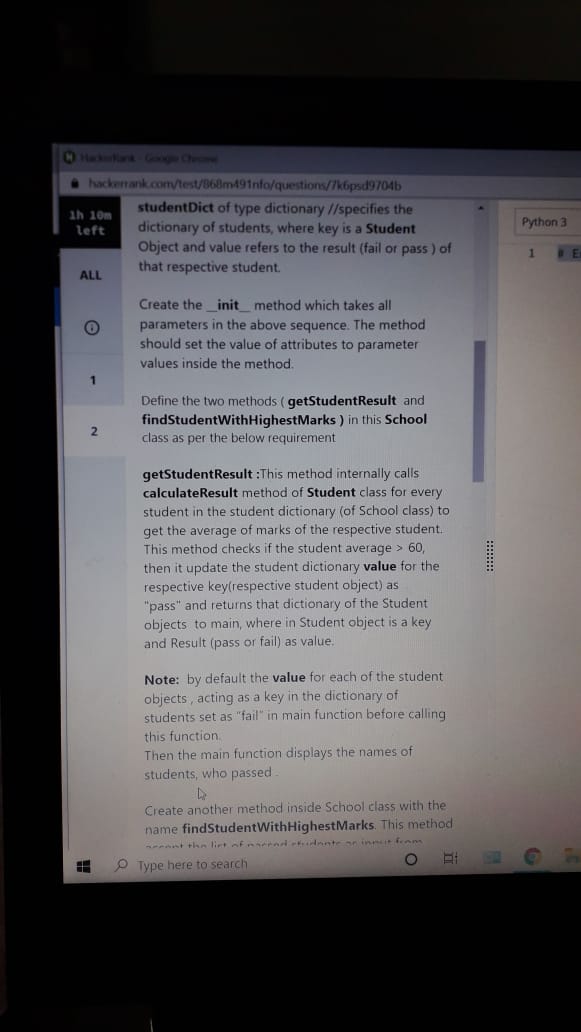 HackerRank - Google Chrome
hackerrank.com/test/868m491nfo/questions/7k6psd9704b
1h 10m
left
ALL
1
2
studentDict of type dictionary //specifies the
dictionary of students, where key is a Student
Object and value refers to the result (fail or pass ) of
that respective student.
Create the __init__ method which takes all
parameters in the above sequence. The method
should set the value of attributes to parameter
values inside the method.
Define the two methods ( getStudentResult and
findStudentWithHighestMarks ) in this School
class as per the below requirement
getStudentResult :This method internally calls
calculateResult method of Student class for every
student in the student dictionary (of School class) to
get the average of marks of the respective student.
This method checks if the student average > 60,
then it update the student dictionary value for the
respective key(respective student object) as
"pass" and returns that dictionary of the Student
objects to main, where in Student object is a key
and Result (pass or fail) as value.
Note: by default the value for each of the student
objects , acting as a key in the dictionary of
students set as "fail" in main function before calling
this function.
Then the main function displays the names of
students, who passed .
Create another method inside School class with the
name findStudentWithHighestMarks. This method
accept the list of passed students as input from
Python 3
1 # E
Type here to search